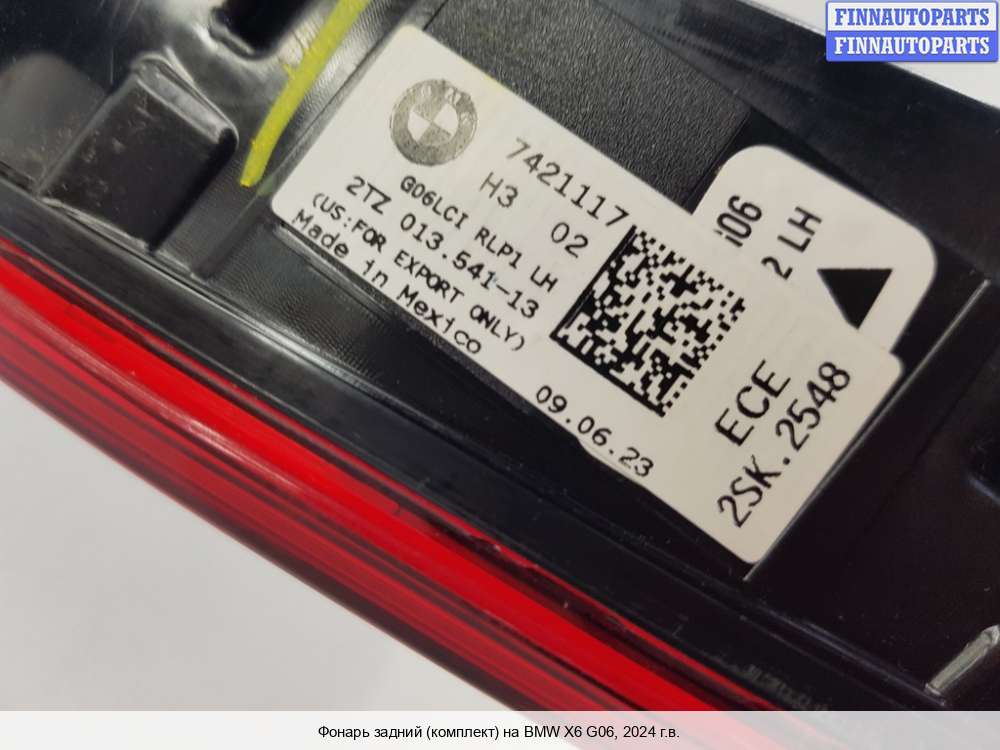 FINNAUTOPARTS
FINNAUTOPARTS
7421117
H3 02
G06LCI RLP1 LH
2TZ 013.541-13
(US:FOR EXPORT ONLY)
Made in Mexico
09.06.23
ECE
2SK.2548
2 LH
Фонарь задний (комплект) на BMW X6 G06, 2024 г.в.